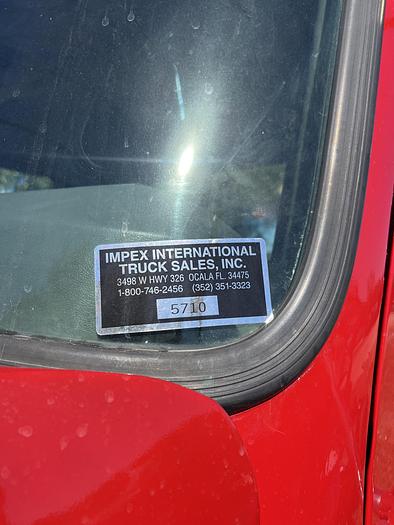 IMPEX INTERNATIONAL
TRUCK SALES, INC.
3498 W HWY 326 OCALA FL. 34475
1-800-746-2456 (352) 351-3323
5710